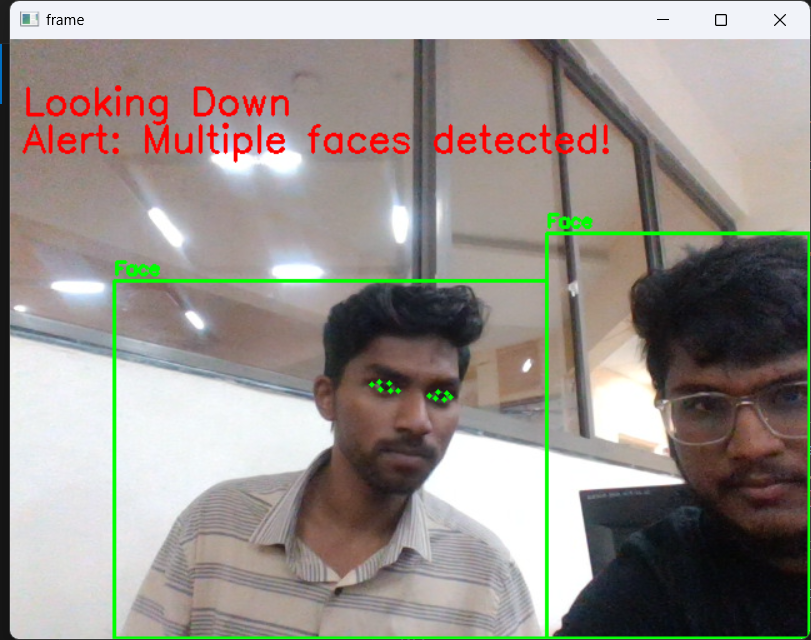 frame
Looking Down
Alert: Multiple faces detected!
Face
Face